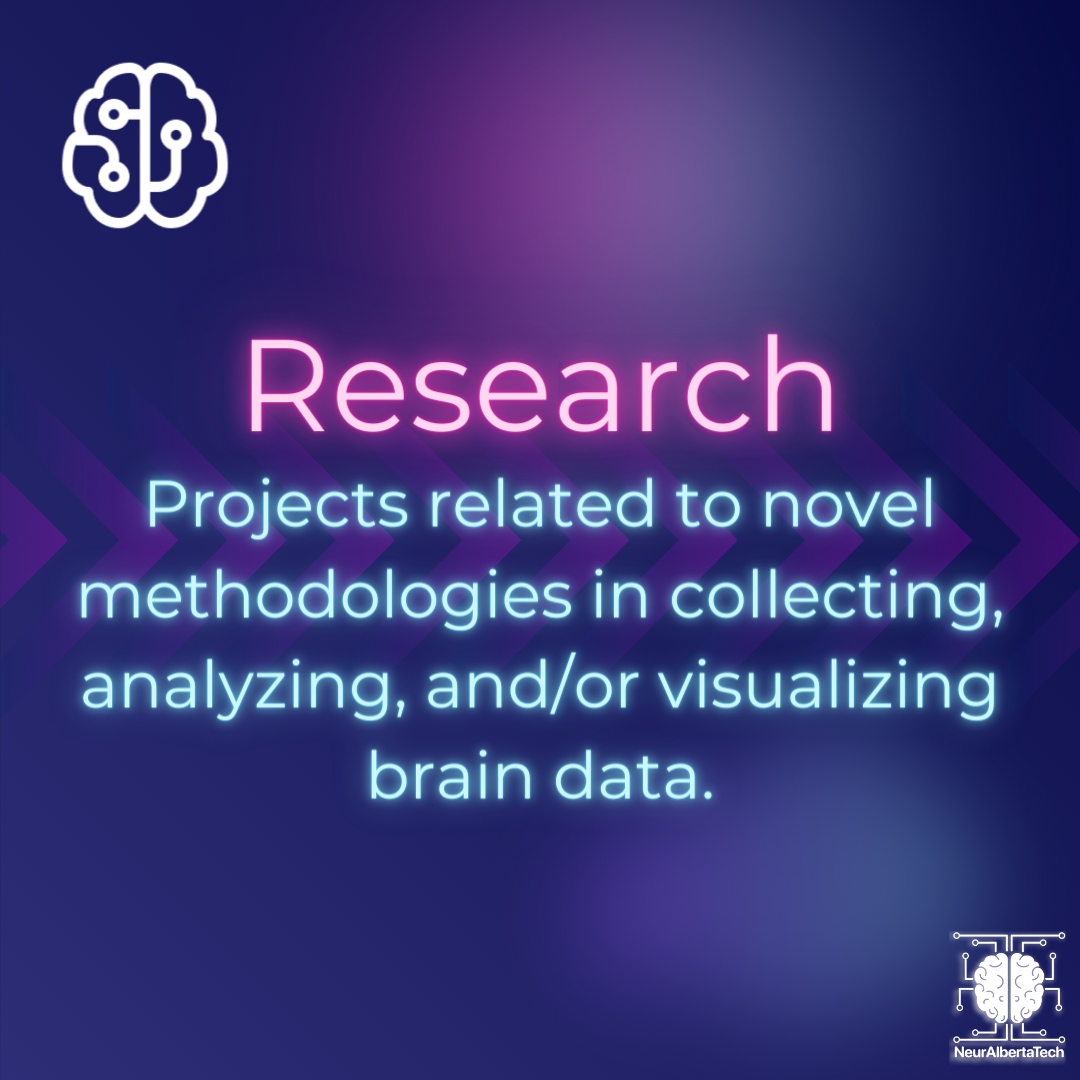 Research
Projects related to novel
methodologies in collecting,
analyzing, and/or visualizing
brain data.
NeurAlbertaTech